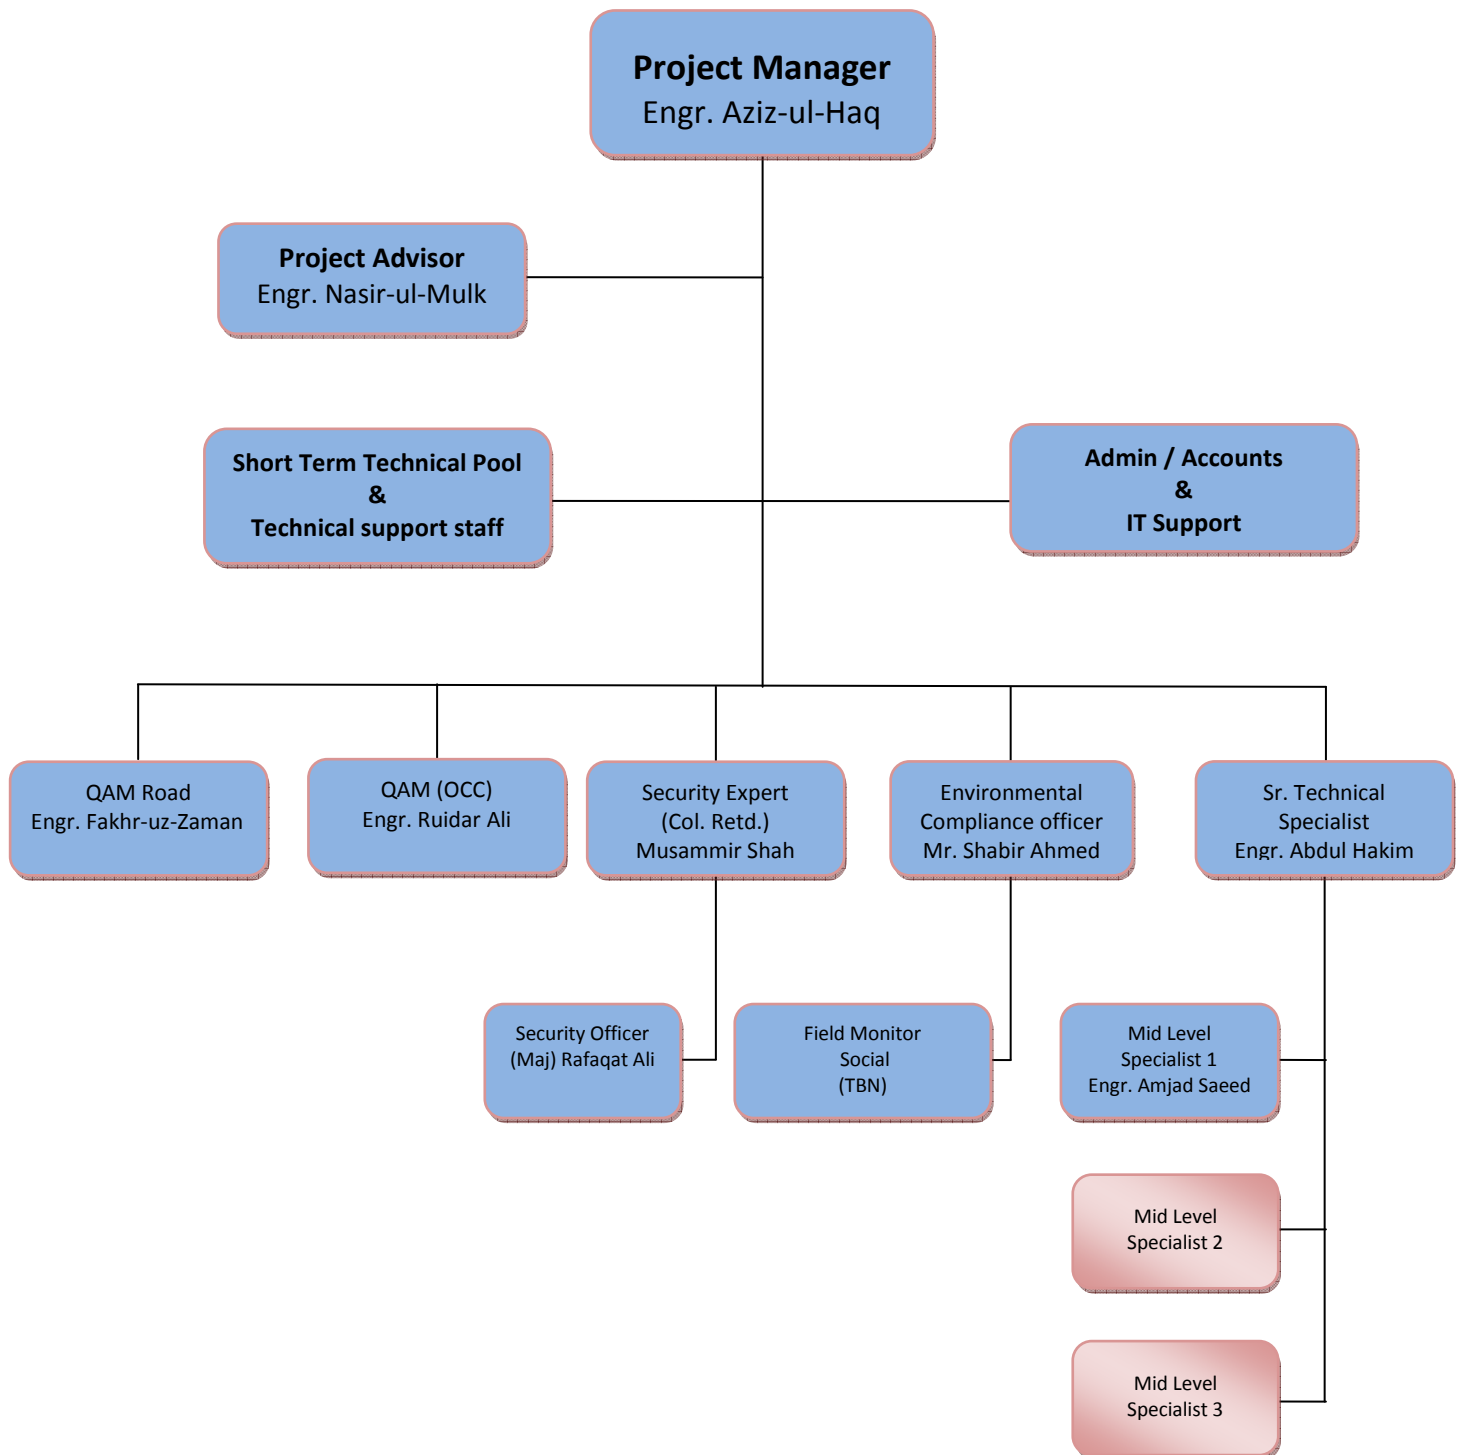 Project Manager
Engr. Aziz-ul-Haq
Project Advisor
Engr. Nasir-ul-Mulk
Short Term Technical Pool
&
Technical support staff
Admin / Accounts
&
IT Support
QAM Road
Engr. Fakhr-uz-Zaman
QAM (OCC)
Engr. Ruidar Ali
Security Expert
(Col. Retd.)
Musammir Shah
Environmental
Compliance officer
Mr. Shabir Ahmed
Sr. Technical
Specialist
Engr. Abdul Hakim
Security Officer
(Maj) Rafaqat Ali
Field Monitor
Social
(TBN)
Mid Level
Specialist 1
Engr. Amjad Saeed
Mid Level
Specialist 2
Mid Level
Specialist 3